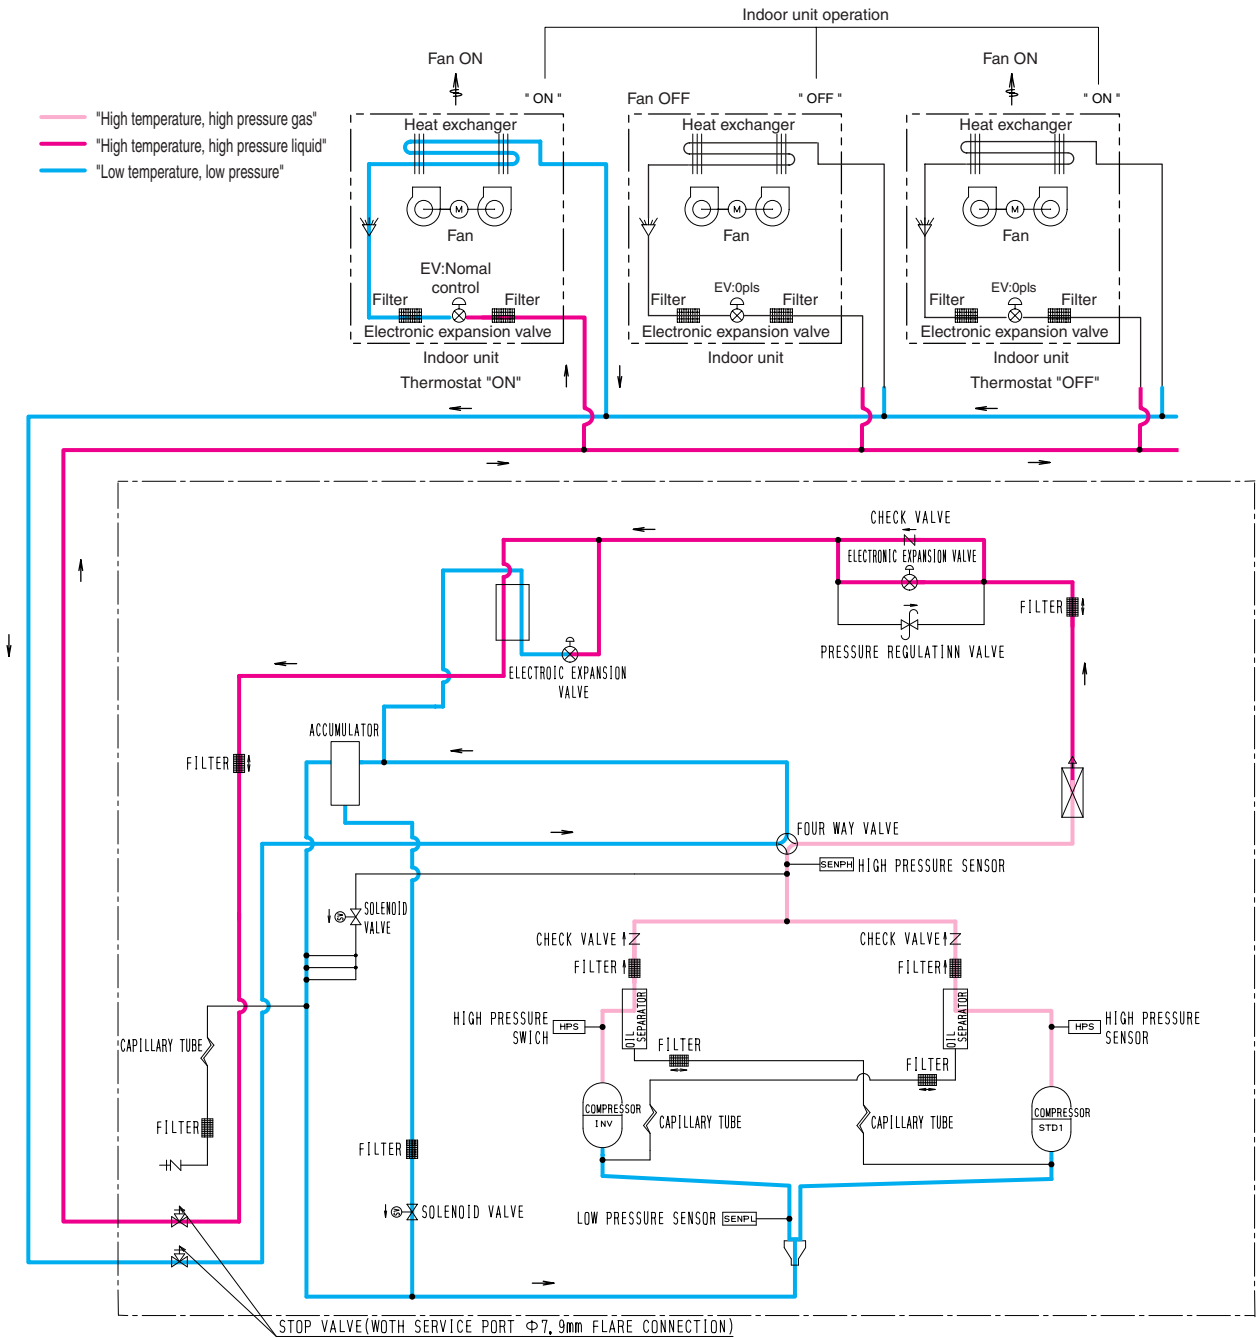 Indoor unit operation
Fan ON
" ON "
Fan OFF
" OFF "
Fan ON
" ON "
"High temperature, high pressure gas"
"High temperature, high pressure liquid"
"Low temperature, low pressure"
Heat exchanger
M
Fan
EV:Nomal
control
Filter
Filter
Electronic expansion valve
Indoor unit
Thermostat "ON"
Heat exchanger
M
Fan
EV:0pls
Filter
Filter
Electronic expansion valve
Indoor unit
Heat exchanger
M
Fan
EV:0pls
Filter
Filter
Electronic expansion valve
Indoor unit
Thermostat "OFF"
CHECK VALVE
ELECTRONIC EXPANSION VALVE
FILTER
PRESSURE REGULATINN VALVE
ELECTROIC EXPANSION
VALVE
ACCUMULATOR
FILTER
FOUR WAY VALVE
SENPH
HIGH PRESSURE SENSOR
SOLENOID
VALVE
CHECK VALVE
CHECK VALVE
FILTER
FILTER
OIL
SEPARATOR
OIL
SEPARATOR
HIGH PRESSURE
SWICH
HPS
HPS
HIGH PRESSURE
SENSOR
CAPILLARY TUBE
FILTER
FILTER
COMPRESSOR
INV
CAPILLARY TUBE
CAPILLARY TUBE
COMPRESSOR
STD1
FILTER
FILTER
SOLENOID VALVE
LOW PRESSURE SENSOR
SENPL
STOP VALVE(WOTH SERVICE PORT Φ7,9mm FLARE CONNECTION)